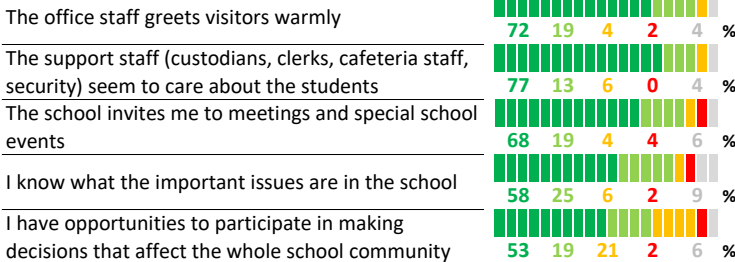 The office staff greets visitors warmly
72 19 4 2 4 %
The support staff (custodians, clerks, cafeteria staff,
security) seem to care about the students
77 13 6 0 4 %
The school invites me to meetings and special school
events
68 19 4 4 6 %
I know what the important issues are in the school
58 25 6 2 9 %
I have opportunities to participate in making
decisions that affect the whole school community
53 19 21 2 6 %